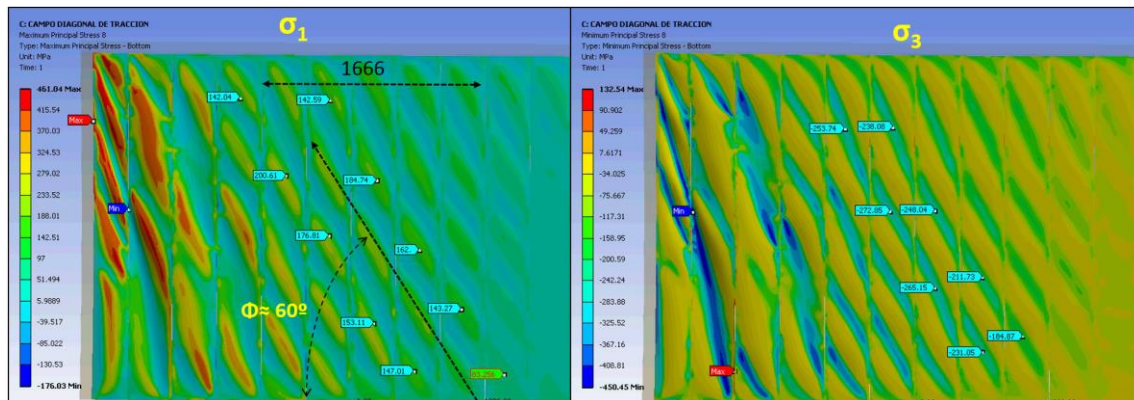 σ1
C: CAMPO DIAGONAL DE TRACCION
Maximum Principal Stress 8
Type: Maximum Principal Stress - Bottom
Unit: MPa
Time: 1
461.04 Max
415.54
370.03
324.53
279.02
233.52
188.01
142.51
97
51.494
5.9889
-39.517
-85.022
-130.53
-176.03 Min
Max
Min
1666
142.04
142.59
200.61
184.74
176.81
162.
Φ≈ 60º
143.27
153.11
147.01
σ3
C: CAMPO DIAGONAL DE TRACCION
Minimum Principal Stress 8
Type: Minimum Principal Stress - Bottom
Unit: MPa
Time: 1
132.54 Max
90.902
49.259
7.6171
-34.025
-75.667
-117.31
-158.95
-200.59
-242.24
-283.88
-325.52
-367.16
-408.81
-450.45 Min
Min
Max
-253.74
-238.08
-272.85
-248.04
-211.73
-265.15
-184.87
-231.05